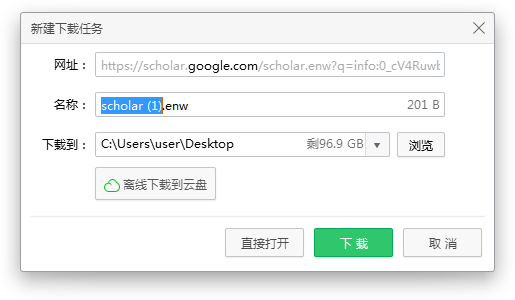 新建下载任务
网址： https://scholar.google.com/scholar.enw?q=info:0_cV4Ruwb
名称： scholar (1).enw 201 B
下载到： C:\Users\user\Desktop 剩96.9 GB 浏览
离线下载到云盘
直接打开 下载 取消